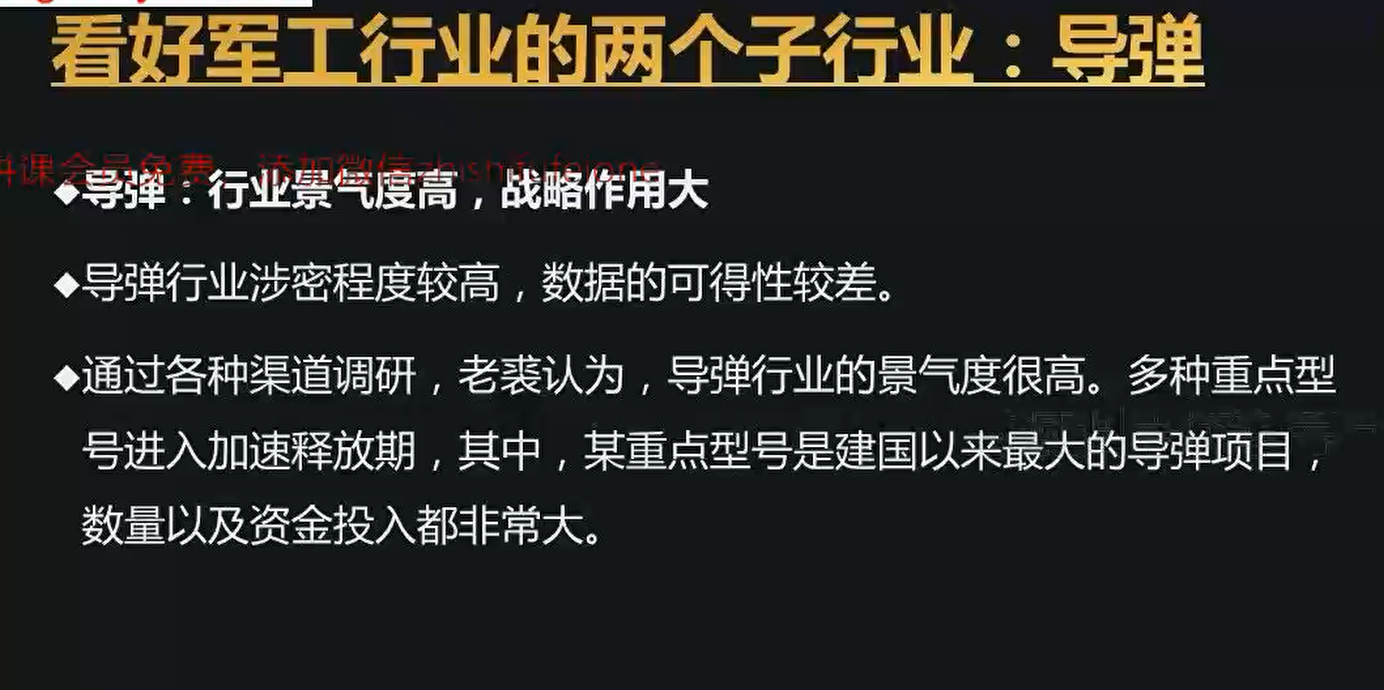 看好军工行业的两个子行业：导弹
课会员免费，添加微信zhishifufeione
◆导弹：行业景气度高，战略作用大
◆导弹行业涉密程度较高，数据的可得性较差。
◆通过各种渠道调研，老裘认为，导弹行业的景气度很高。多种重点型
号进入加速释放期，其中，某重点型号是建国以来最大的导弹项目，
数量以及资金投入都非常大。